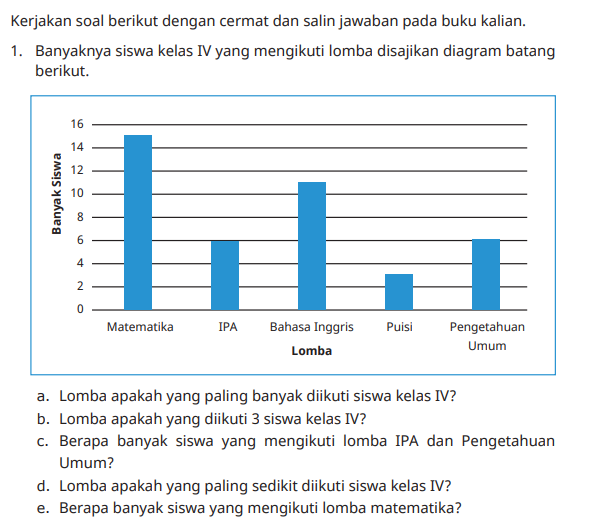 Kerjakan soal berikut dengan cermat dan salin jawaban pada buku kalian.
1. Banyaknya siswa kelas IV yang mengikuti lomba disajikan diagram batang
berikut.
16
14
12
10
8
6
4
2
0
Banyak Siswa
Matematika IPA Bahasa Inggris Puisi Pengetahuan
Umum
Lomba
a. Lomba apakah yang paling banyak diikuti siswa kelas IV?
b. Lomba apakah yang diikuti 3 siswa kelas IV?
c. Berapa banyak siswa yang mengikuti lomba IPA dan Pengetahuan
Umum?
d. Lomba apakah yang paling sedikit diikuti siswa kelas IV?
e. Berapa banyak siswa yang mengikuti lomba matematika?